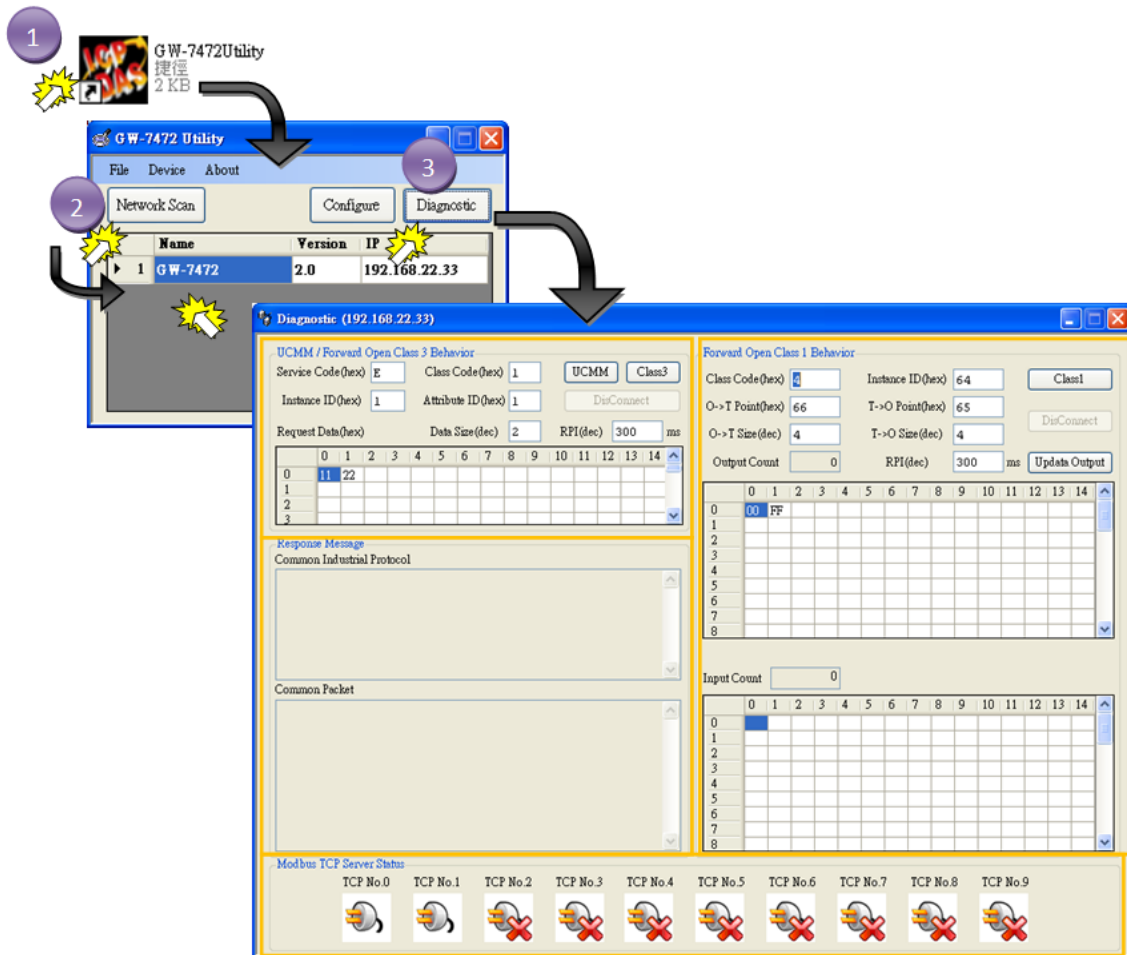 1
ICP DAS
GW-7472Utility
捷徑
2 KB
GW-7472 Utility
File Device About
3
2
Network Scan Configure Diagnostic
Name Version IP
1 GW-7472 2.0 192.168.22.33
Diagnostic (192.168.22.33)
UCMM / Forward Open Class 3 Behavior
Service Code(hex) E Class Code(hex) 1 UCMM Class3
Instance ID(hex) 1 Attribute ID(hex) 1 DisConnect
Request Data(hex) Data Size(dec) 2 RPI(dec) 300 ms
0 1 2 3 4 5 6 7 8 9 10 11 12 13 14
0 11 22
1
2
3
Response Message
Common Industrial Protocol
Common Packet
Forward Open Class 1 Behavior
Class Code(hex) 4 Instance ID(hex) 64 Class1
O->T Point(hex) 66 T->O Point(hex) 65
DisConnect
O->T Size(dec) 4 T->O Size(dec) 4
Output Count 0 RPI(dec) 300 ms Updata Output
0 1 2 3 4 5 6 7 8 9 10 11 12 13 14
0 00 FF
1
2
3
4
5
6
7
8
Input Count 0
0 1 2 3 4 5 6 7 8 9 10 11 12 13 14
0
1
2
3
4
5
6
7
8
Modbus TCP Server Status
TCP No.0 TCP No.1 TCP No.2 TCP No.3 TCP No.4 TCP No.5 TCP No.6 TCP No.7 TCP No.8 TCP No.9